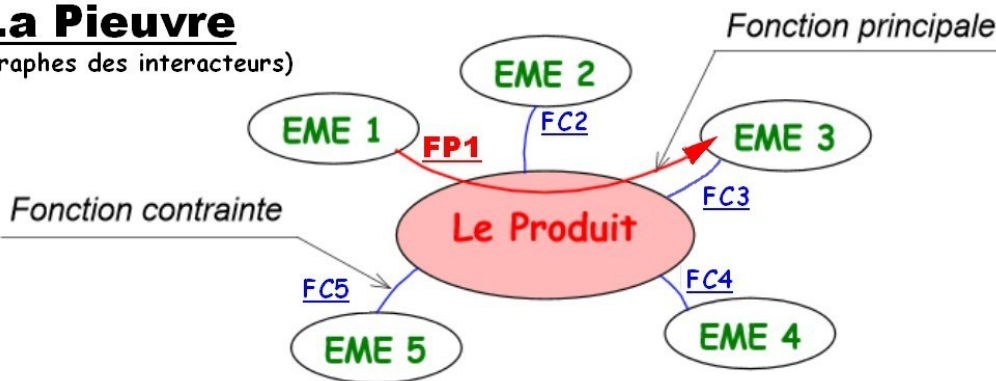 La Pieuvre
raphes des interacteurs)
Fonction principale
EME 2
EME 1
FC2
EME 3
FP1
FC3
Fonction contrainte
Le Produit
FC5
FC4
EME 5
EME 4